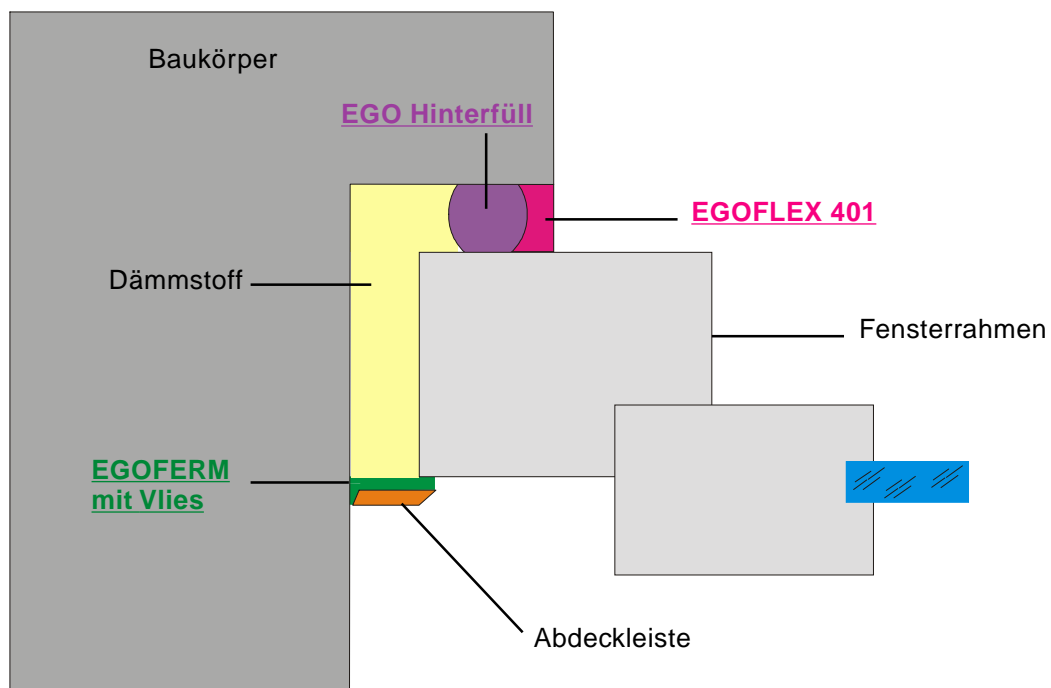 Baukörper
EGO Hinterfüll
EGOFLEX 401
Dämmstoff
Fensterrahmen
EGOFERM
mit Vlies
Abdeckleiste